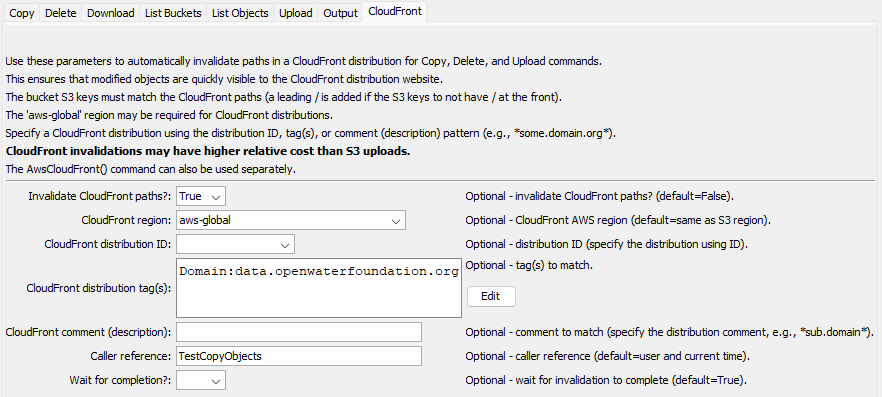 Copy Delete Download List Buckets List Objects Upload Output CloudFront
Use these parameters to automatically invalidate paths in a CloudFront distribution for Copy, Delete, and Upload commands.
This ensures that modified objects are quickly visible to the CloudFront distribution website.
The bucket S3 keys must match the CloudFront paths (a leading / is added if the S3 keys to not have / at the front).
The 'aws-global' region may be required for CloudFront distributions.
Specify a CloudFront distribution using the distribution ID, tag(s), or comment (description) pattern (e.g., *some.domain.org*).
CloudFront invalidations may have higher relative cost than S3 uploads.
The AwsCloudFront() command can also be used separately.
Invalidate CloudFront paths?: True Optional - invalidate CloudFront paths? (default=False).
CloudFront region: aws-global Optional - CloudFront AWS region (default=same as S3 region).
CloudFront distribution ID: Optional - distribution ID (specify the distribution using ID).
Domain:data.openwaterfoundation.org Optional - tag(s) to match.
CloudFront distribution tag(s): Edit
CloudFront comment (description): Optional - comment to match (specify the distribution comment, e.g., *sub.domain*).
Caller reference: TestCopyObjects Optional - caller reference (default=user and current time).
Wait for completion?: Optional - wait for invalidation to complete (default=True).